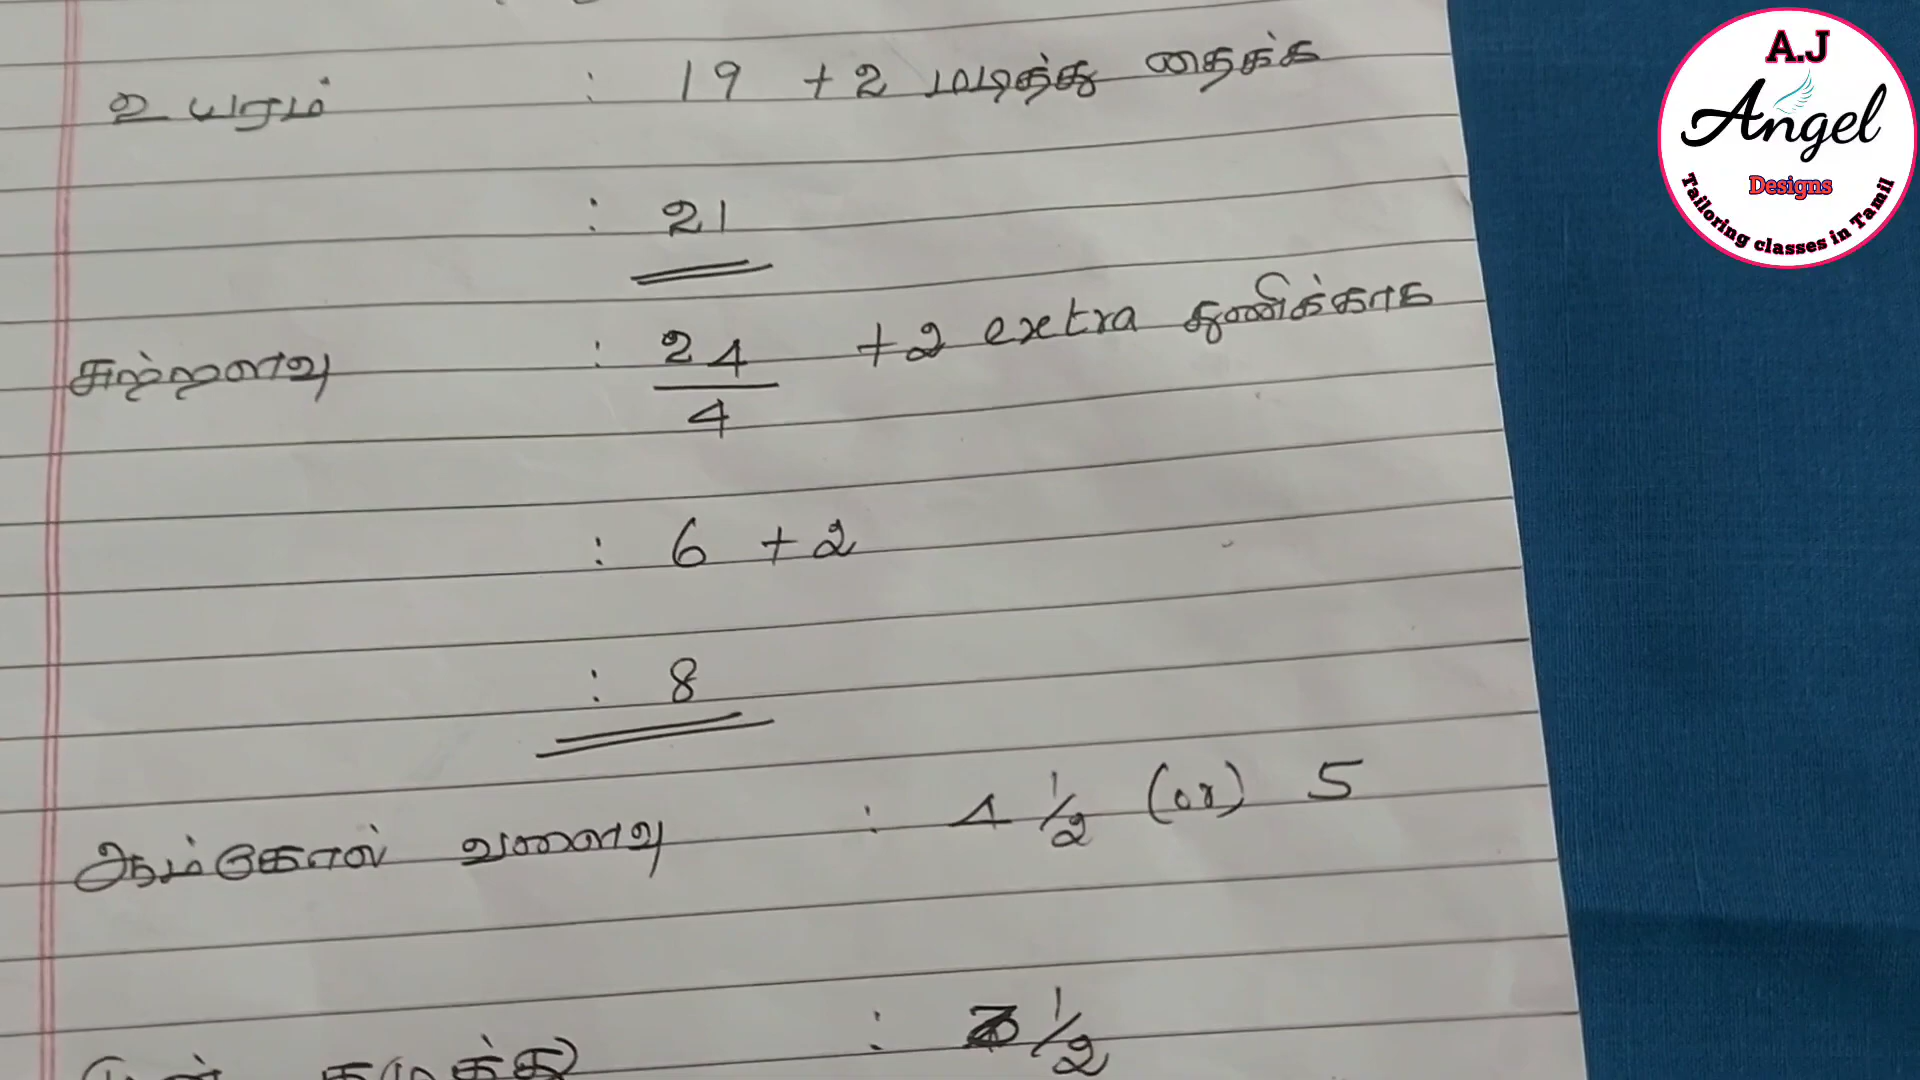 உயரம் : 19 +2 மடித்து தைக்க
: 21
சுற்றளவு : 24/4 +2 extra துணிக்காக
: 6 +2
: 8
ஆம்கோல் வளைவு : 4 1/2 (or) 5
முன் கழுத்து : 1/2
A.J
Angel
Designs
Tailoring classes in Tamil